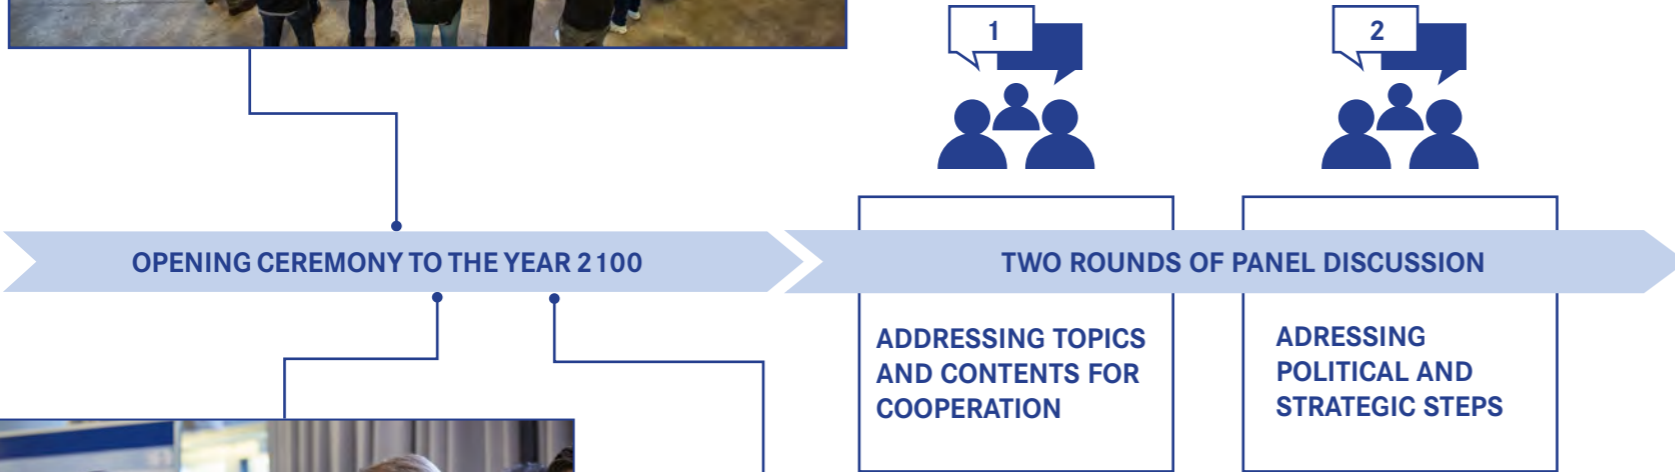 1
2
OPENING CEREMONY TO THE YEAR 2100
TWO ROUNDS OF PANEL DISCUSSION
ADDRESSING TOPICS
AND CONTENTS FOR
COOPERATION
ADRESSING
POLITICAL AND
STRATEGIC STEPS